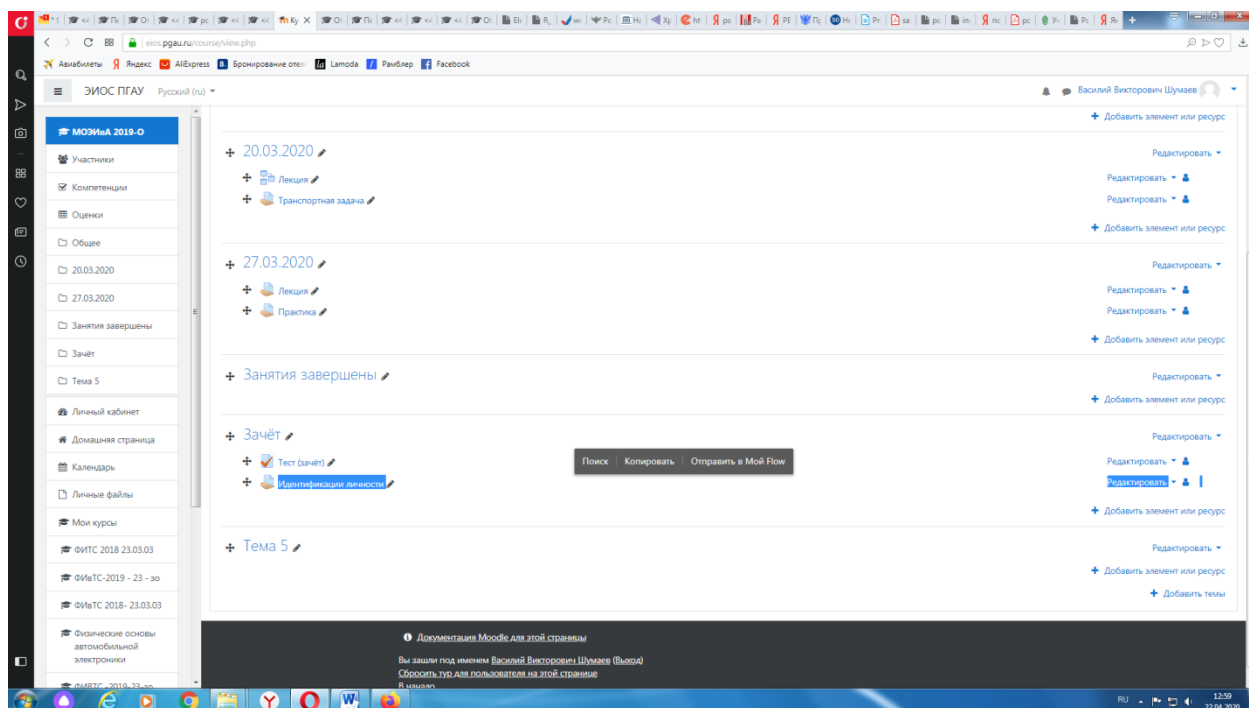 eios.pgau.ru/course/view.php
Авиабилеты Яндекс AliExpress Бронирование отел Lamoda Рамблер Facebook
ЭИОС ПГАУ Русский (ru) Василий Викторович Шумаев
Добавить элемент или ресурс
МОЭИвА 2019-О
20.03.2020 Редактировать
Участники
Лекция Редактировать
Компетенции
Транспортная задача Редактировать
Оценки
Добавить элемент или ресурс
Общее
27.03.2020 Редактировать
20.03.2020
Лекция Редактировать
27.03.2020
Практика Редактировать
Занятия завершены
Добавить элемент или ресурс
Зачёт
Занятия завершены Редактировать
Тема 5
Добавить элемент или ресурс
Личный кабинет
Зачёт Редактировать
Домашняя страница
Поиск Копировать Отправить в Мой Flow
Тест (зачёт) Редактировать
Календарь
Идентификации личности Редактировать
Личные файлы
Добавить элемент или ресурс
Мои курсы
Тема 5 Редактировать
ФИТС 2018 23.03.03
Добавить элемент или ресурс
ФИвТС-2019 - 23 - зо
Добавить темы
ФИвТС 2018- 23.03.03
Физические основы
автомобильной
электроники
Документация Moodle для этой страницы
Вы зашли под именем Василий Викторович Шумаев (Выход)
Сбросить тур для пользователя на этой странице
В начало
RU 12:59
22.04.2020